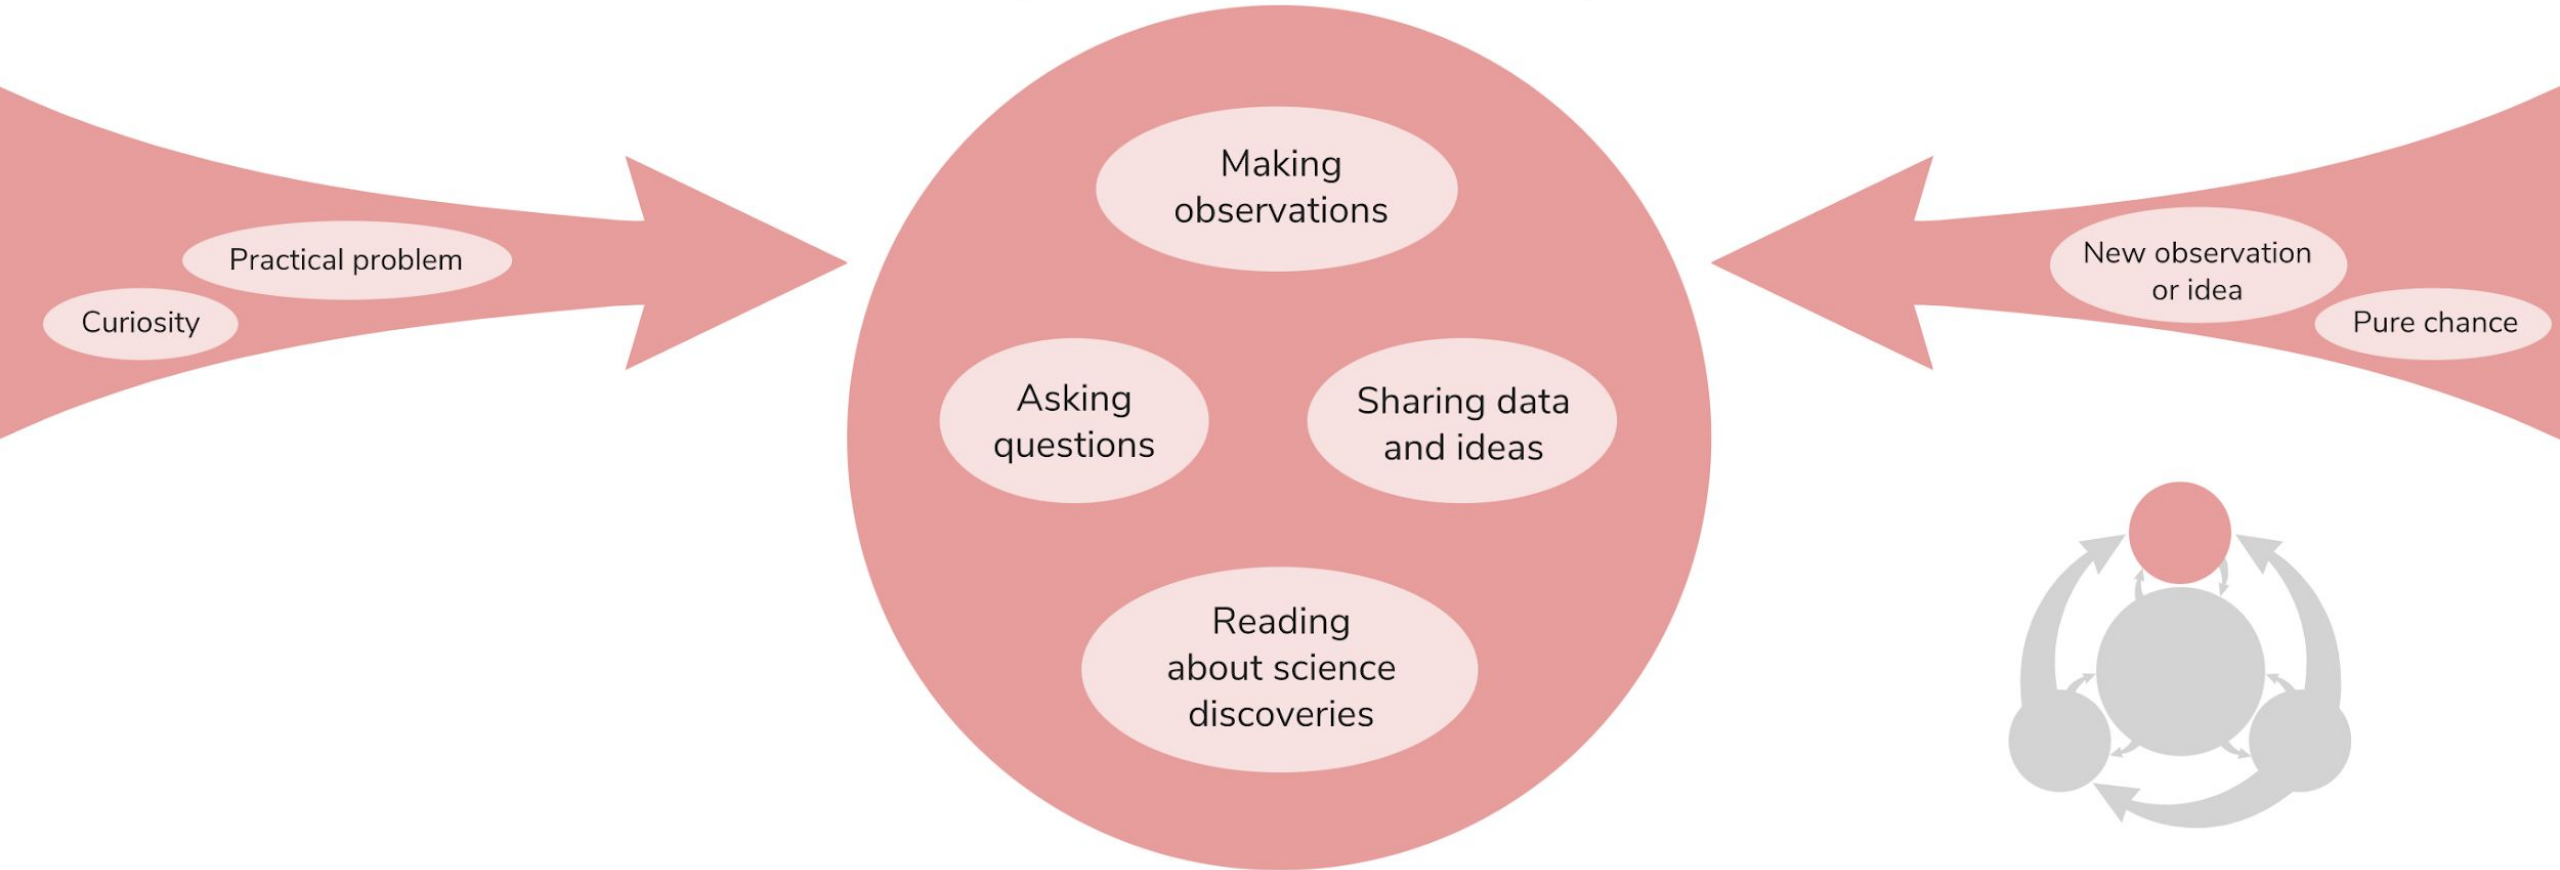 Practical problem
Curiosity
Making
observations
Asking
questions
Sharing data
and ideas
Reading
about science
discoveries
New observation
or idea
Pure chance